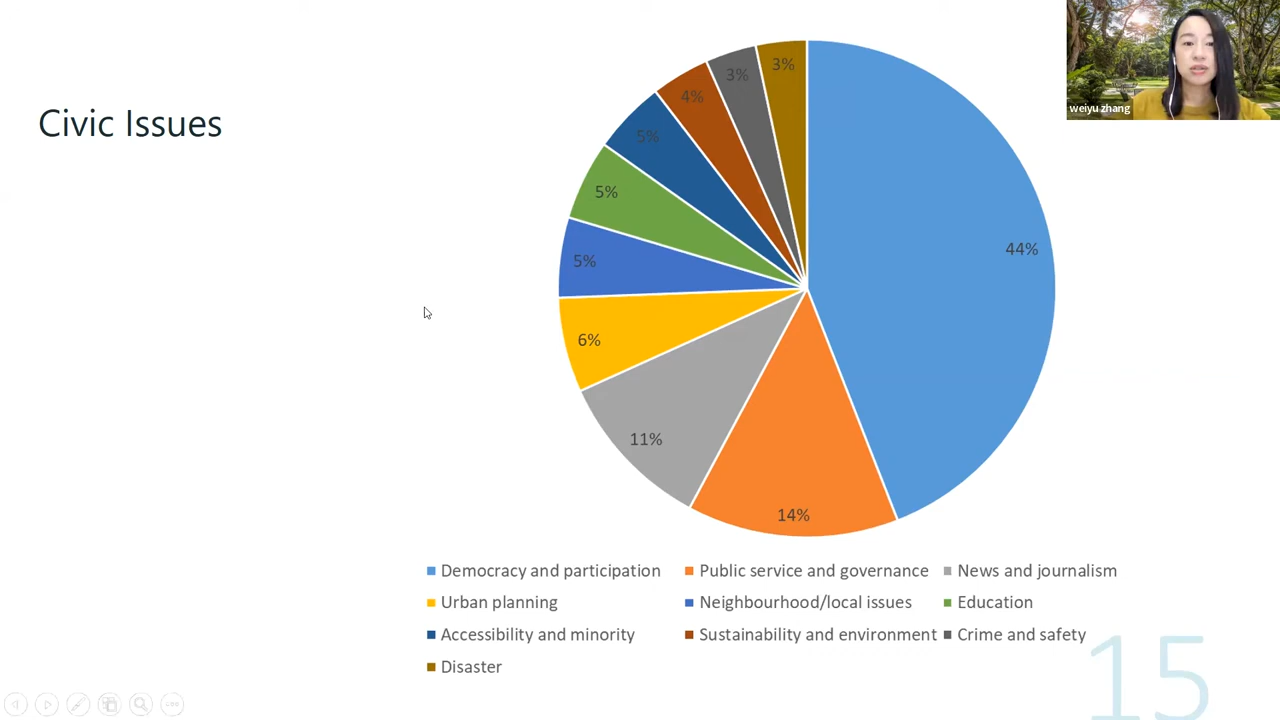 weiyu zhang
Civic Issues
3%
3%
4%
5%
5%
5%
6%
11%
14%
44%
Democracy and participation
Public service and governance
News and journalism
Urban planning
Neighbourhood/local issues
Education
Accessibility and minority
Sustainability and environment
Crime and safety
Disaster
15